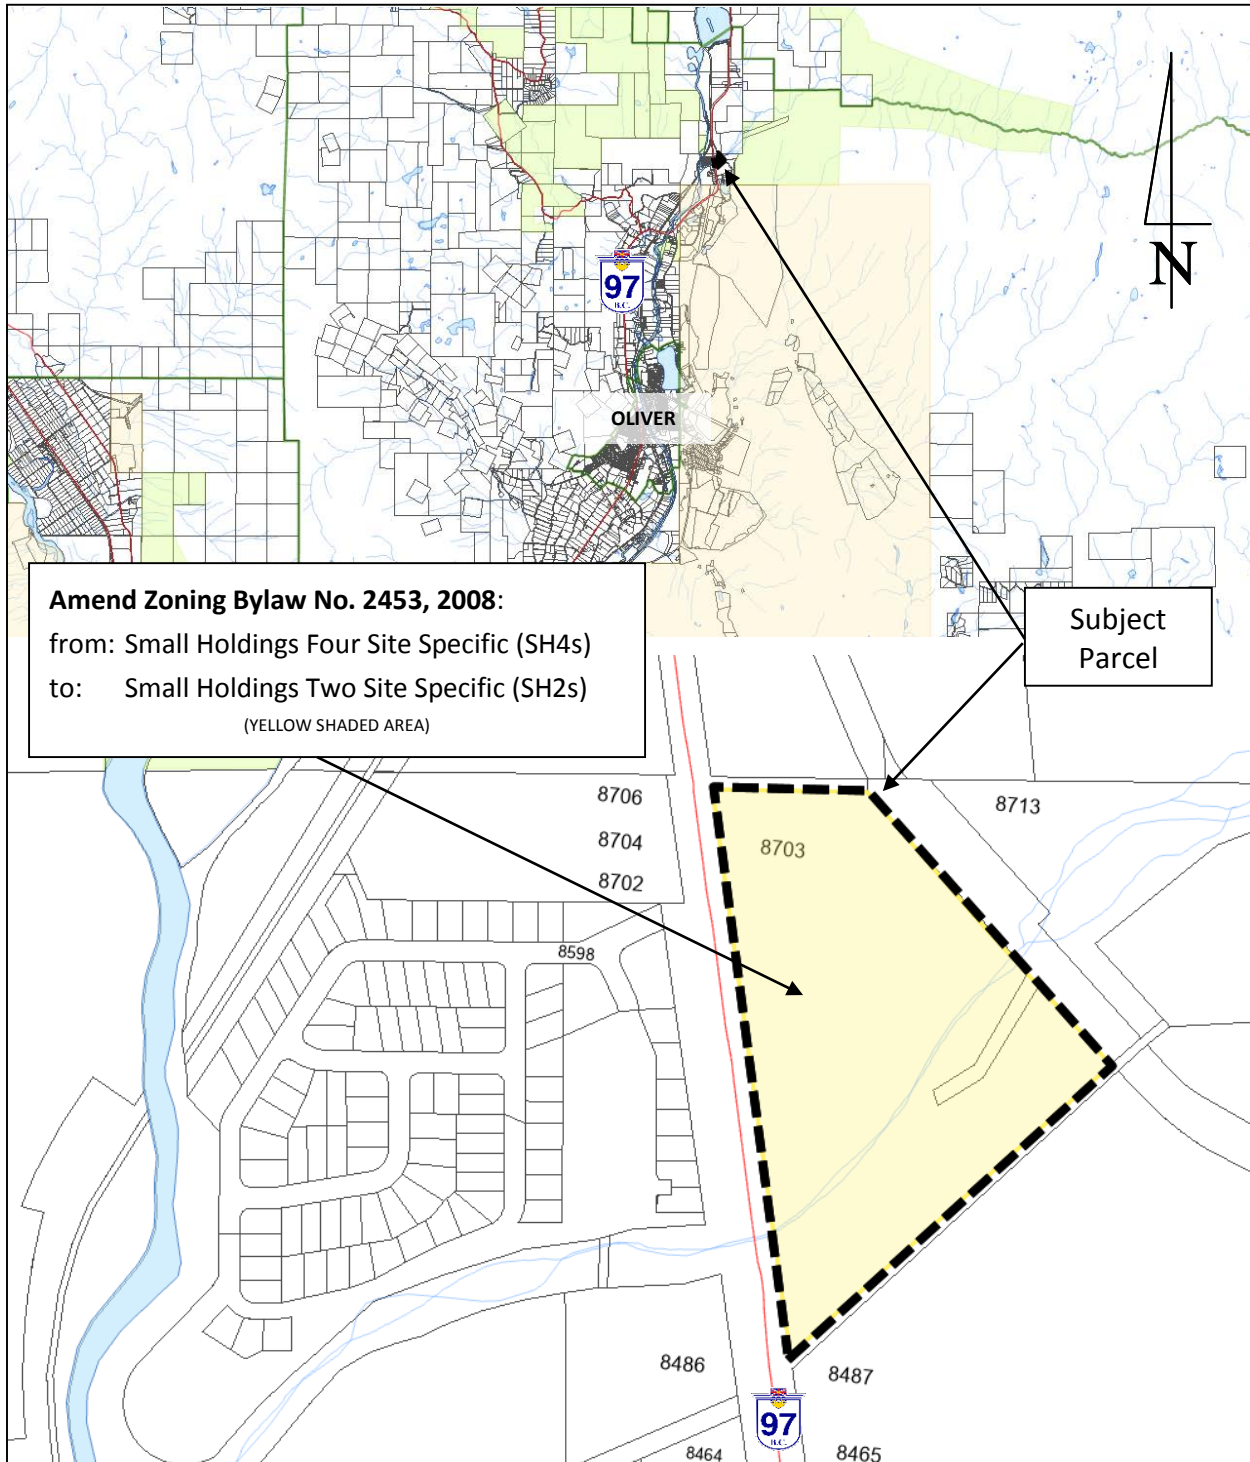 N
97
B.C.
OLIVER
Amend Zoning Bylaw No. 2453, 2008:
from: Small Holdings Four Site Specific (SH4s)
to: Small Holdings Two Site Specific (SH2s)
(YELLOW SHADED AREA)
Subject
Parcel
8706
8713
8704
8703
8702
8598
8486
8487
97
B.C.
8464
8465